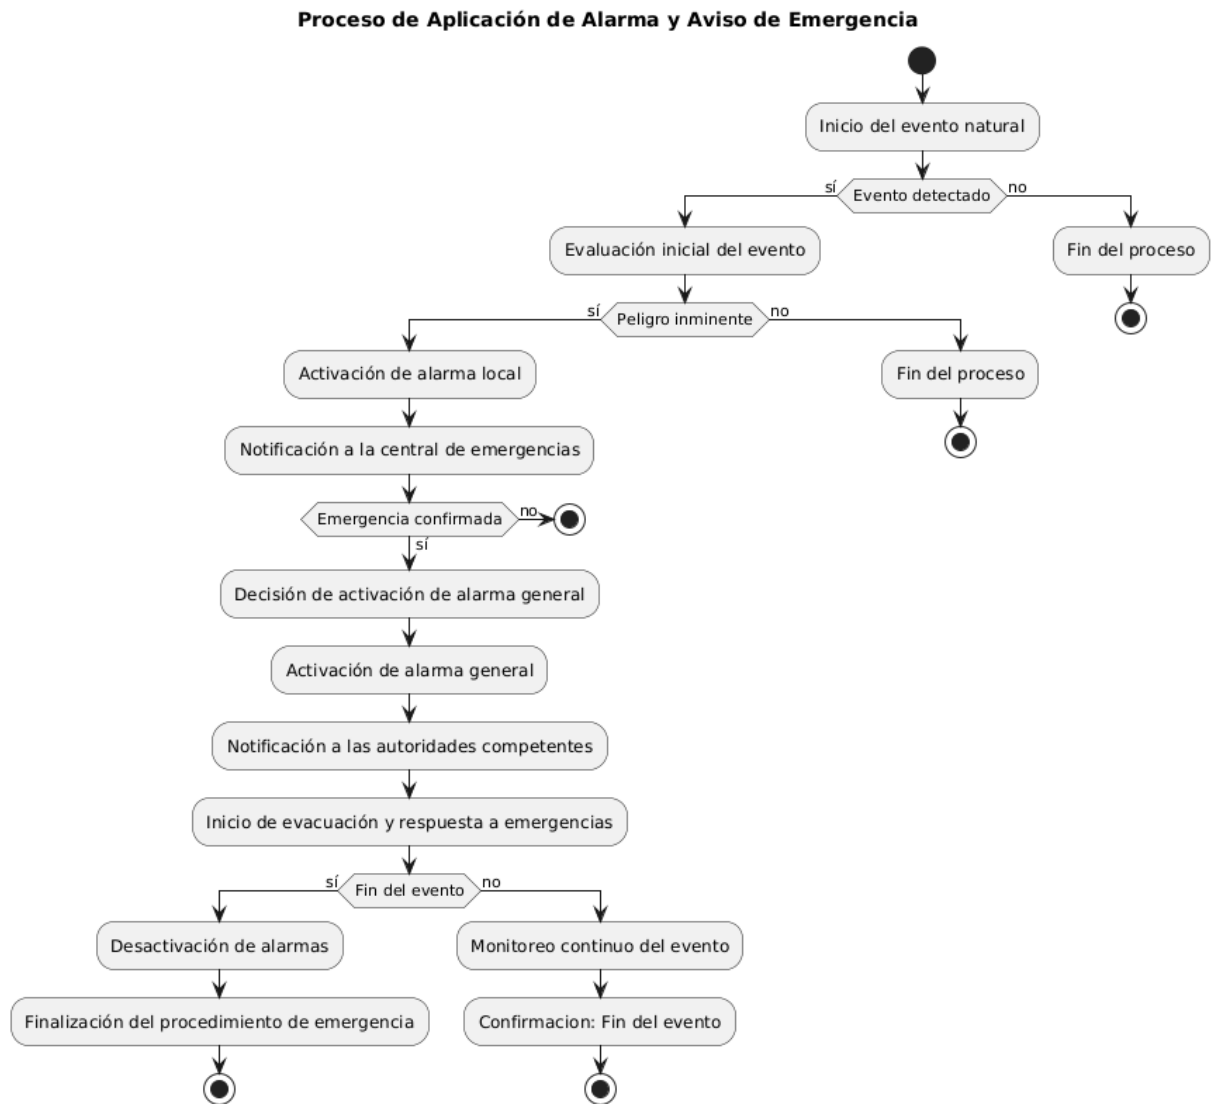 Proceso de Aplicación de Alarma y Aviso de Emergencia
Inicio del evento natural
sí
Evento detectado
no
Evaluación inicial del evento
Fin del proceso
sí
Peligro inminente
no
Activación de alarma local
Fin del proceso
Notificación a la central de emergencias
Emergencia confirmada
no
sí
Decisión de activación de alarma general
Activación de alarma general
Notificación a las autoridades competentes
Inicio de evacuación y respuesta a emergencias
sí
Fin del evento
no
Desactivación de alarmas
Monitoreo continuo del evento
Finalización del procedimiento de emergencia
Confirmacion: Fin del evento